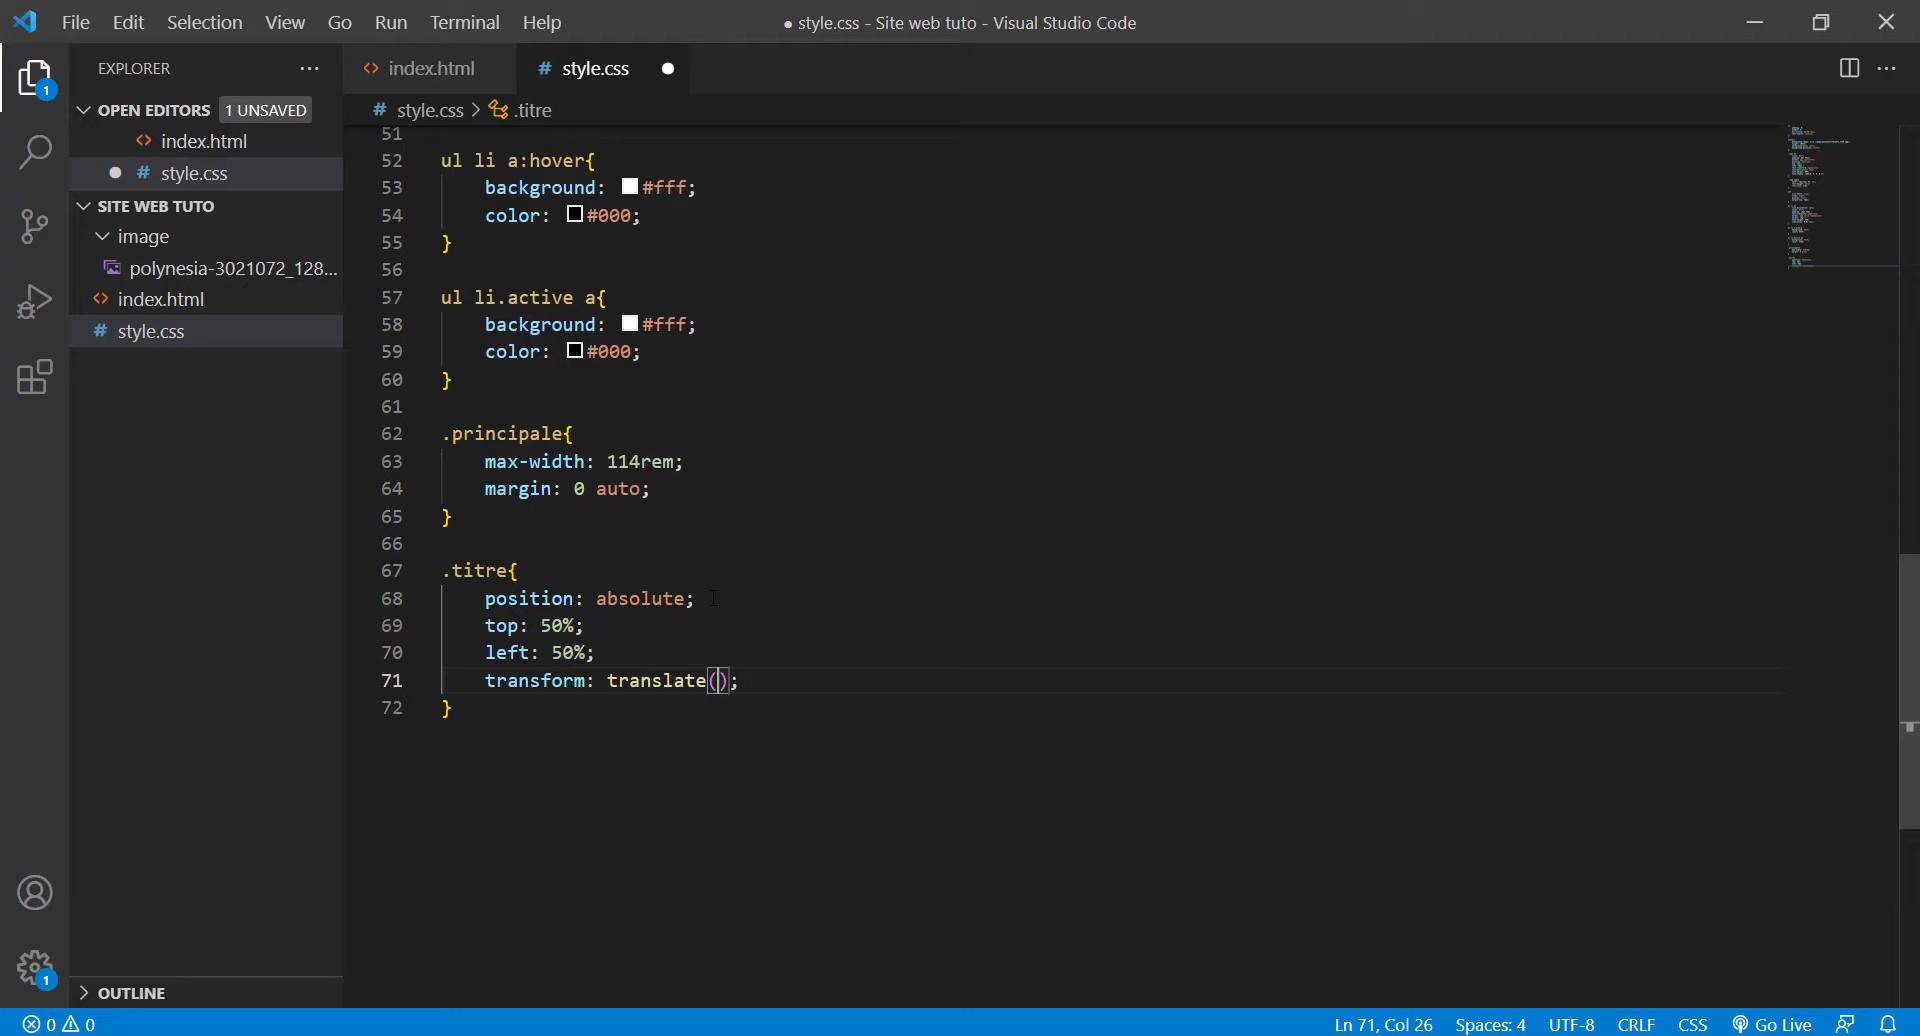 File Edit Selection View Go Run Terminal Help
● style.css - Site web tuto - Visual Studio Code
EXPLORER
OPEN EDITORS 1 UNSAVED
index.html
style.css
SITE WEB TUTO
image
polynesia-3021072_128...
index.html
style.css
OUTLINE
1
1
index.html
# style.css
# style.css > .titre
51
52 ul li a:hover{
53 background: #fff;
54 color: #000;
55 }
56
57 ul li.active a{
58 background: #fff;
59 color: #000;
60 }
61
62 .principale{
63 max-width: 114rem;
64 margin: 0 auto;
65 }
66
67 .titre{
68 position: absolute;
69 top: 50%;
70 left: 50%;
71 transform: translate();
72 }
0 0
Ln 71, Col 26 Spaces: 4 UTF-8 CRLF CSS Go Live